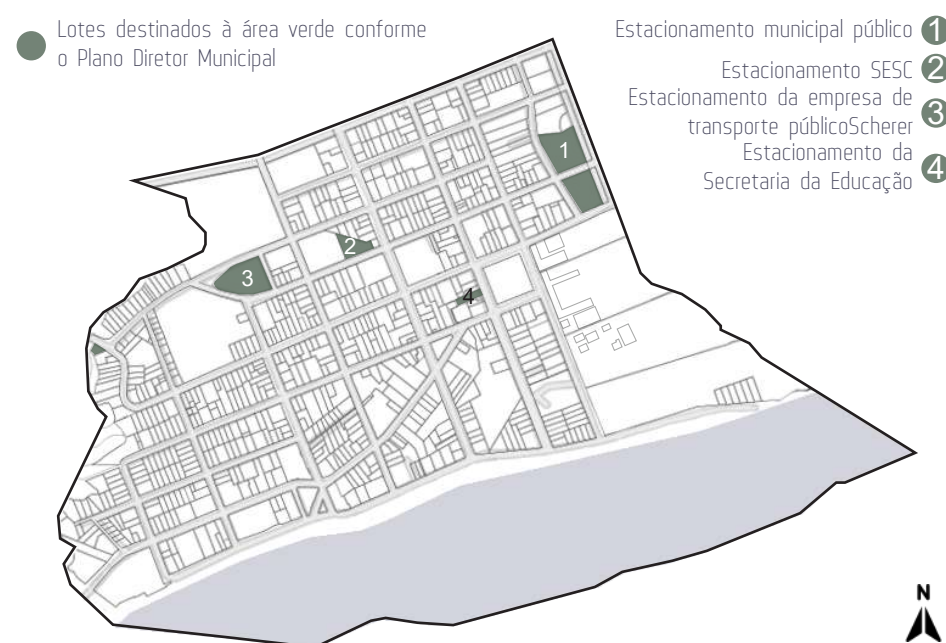 Lotes destinados à área verde conforme
o Plano Diretor Municipal
Estacionamento municipal público 1
Estacionamento SESC 2
Estacionamento da empresa de
transporte públicoScherer 3
Estacionamento da
Secretaria da Educação 4
1
2
3
4
N